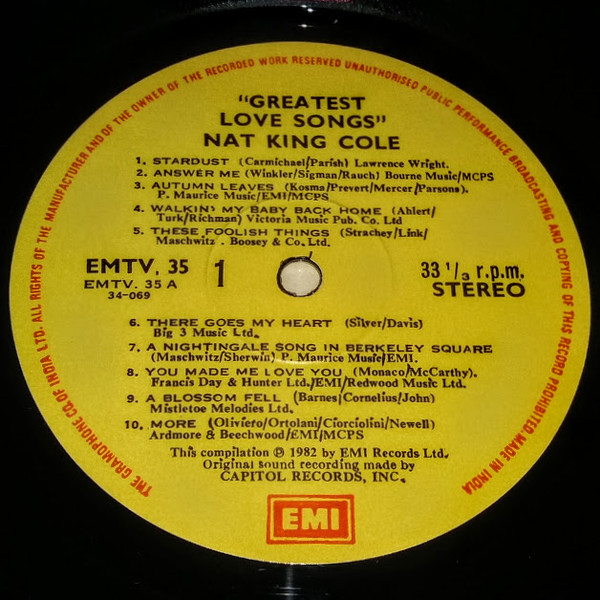 THE GRAMOPHONE CO. OF INDIA LTD. ALL RIGHTS OF THE MANUFACTURER AND OF THE OWNER OF THE RECORDED WORK RESERVED UNAUTHORISED PUBLIC PERFORMANCE BROADCASTING AND COPYING OF THIS RECORD PROHIBITED MADE IN INDIA
"GREATEST
LOVE SONGS"
NAT KING COLE
1. STARDUST (Carmichael/Parish) Lawrence Wright.
2. ANSWER ME (Winkler/Sigman/Rauch) Bourne Music/MCPS
3. AUTUMN LEAVES (Kosma/Prevert/Mercer/Parsons).
P. Maurice Music/EMI/MCPS
4. WALKIN' MY BABY BACK HOME (Ahlert/
Turk/Richman) Victoria Music Pub. Co. Ltd
5. THESE FOOLISH THINGS (Strachey/Link/
Maschwitz . Boosey & Co. Ltd.
EMTV. 35 1 33 1/3 r.p.m.
EMTV. 35 A STEREO
34-069
6. THERE GOES MY HEART (Silver/Davis)
Big 3 Music Ltd.
7. A NIGHTINGALE SONG IN BERKELEY SQUARE
(Maschwitz/Sherwin) P. Maurice Music/EMI.
8. YOU MADE ME LOVE YOU (Monaco/McCarthy).
Francis Day & Hunter Ltd./EMI/Redwood Music Ltd.
9. A BLOSSOM FELL (Barnes/Cornelius/John)
Mistletoe Melodies Ltd.
10. MORE (Olivieto/Ortolani/Ciorciolini/Newell)
Ardmore & Beechwood/EMI/MCPS
This compilation ℗ 1982 by EMI Records Ltd.
Original sound recording made by
CAPITOL RECORDS, INC.
EMI